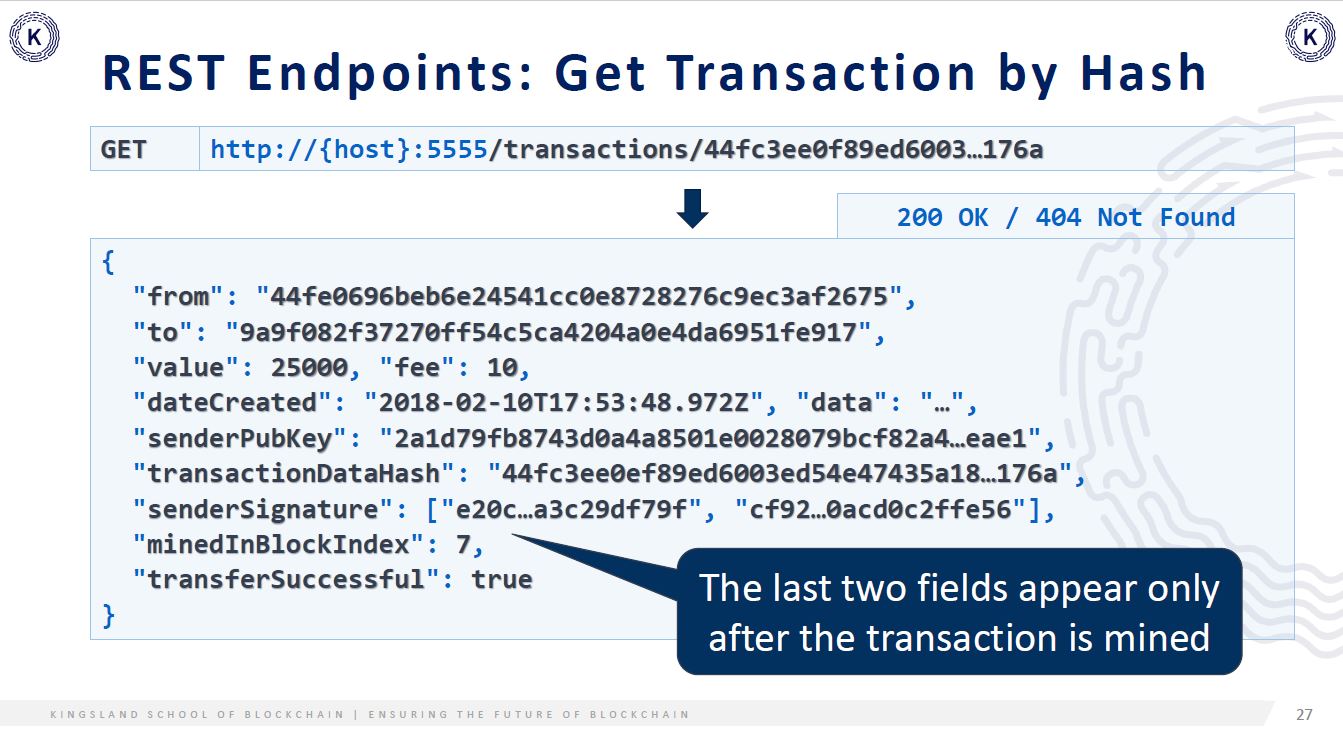 K
K
REST Endpoints: Get Transaction by Hash
GET http://{host}:5555/transactions/44fc3ee0f89ed6003…176a
200 OK / 404 Not Found
{
"from": "44fe0696beb6e24541cc0e8728276c9ec3af2675",
"to": "9a9f082f37270ff54c5ca4204a0e4da6951fe917",
"value": 25000, "fee": 10,
"dateCreated": "2018-02-10T17:53:48.972Z", "data": "…",
"senderPubKey": "2a1d79fb8743d0a4a8501e0028079bcf82a4…eae1",
"transactionDataHash": "44fc3ee0ef89ed6003ed54e47435a18…176a",
"senderSignature": ["e20c…a3c29df79f", "cf92…0acd0c2ffe56"],
"minedInBlockIndex": 7,
"transferSuccessful": true
}
The last two fields appear only
after the transaction is mined
KINGSLAND SCHOOL OF BLOCKCHAIN | ENSURING THE FUTURE OF BLOCKCHAIN
27